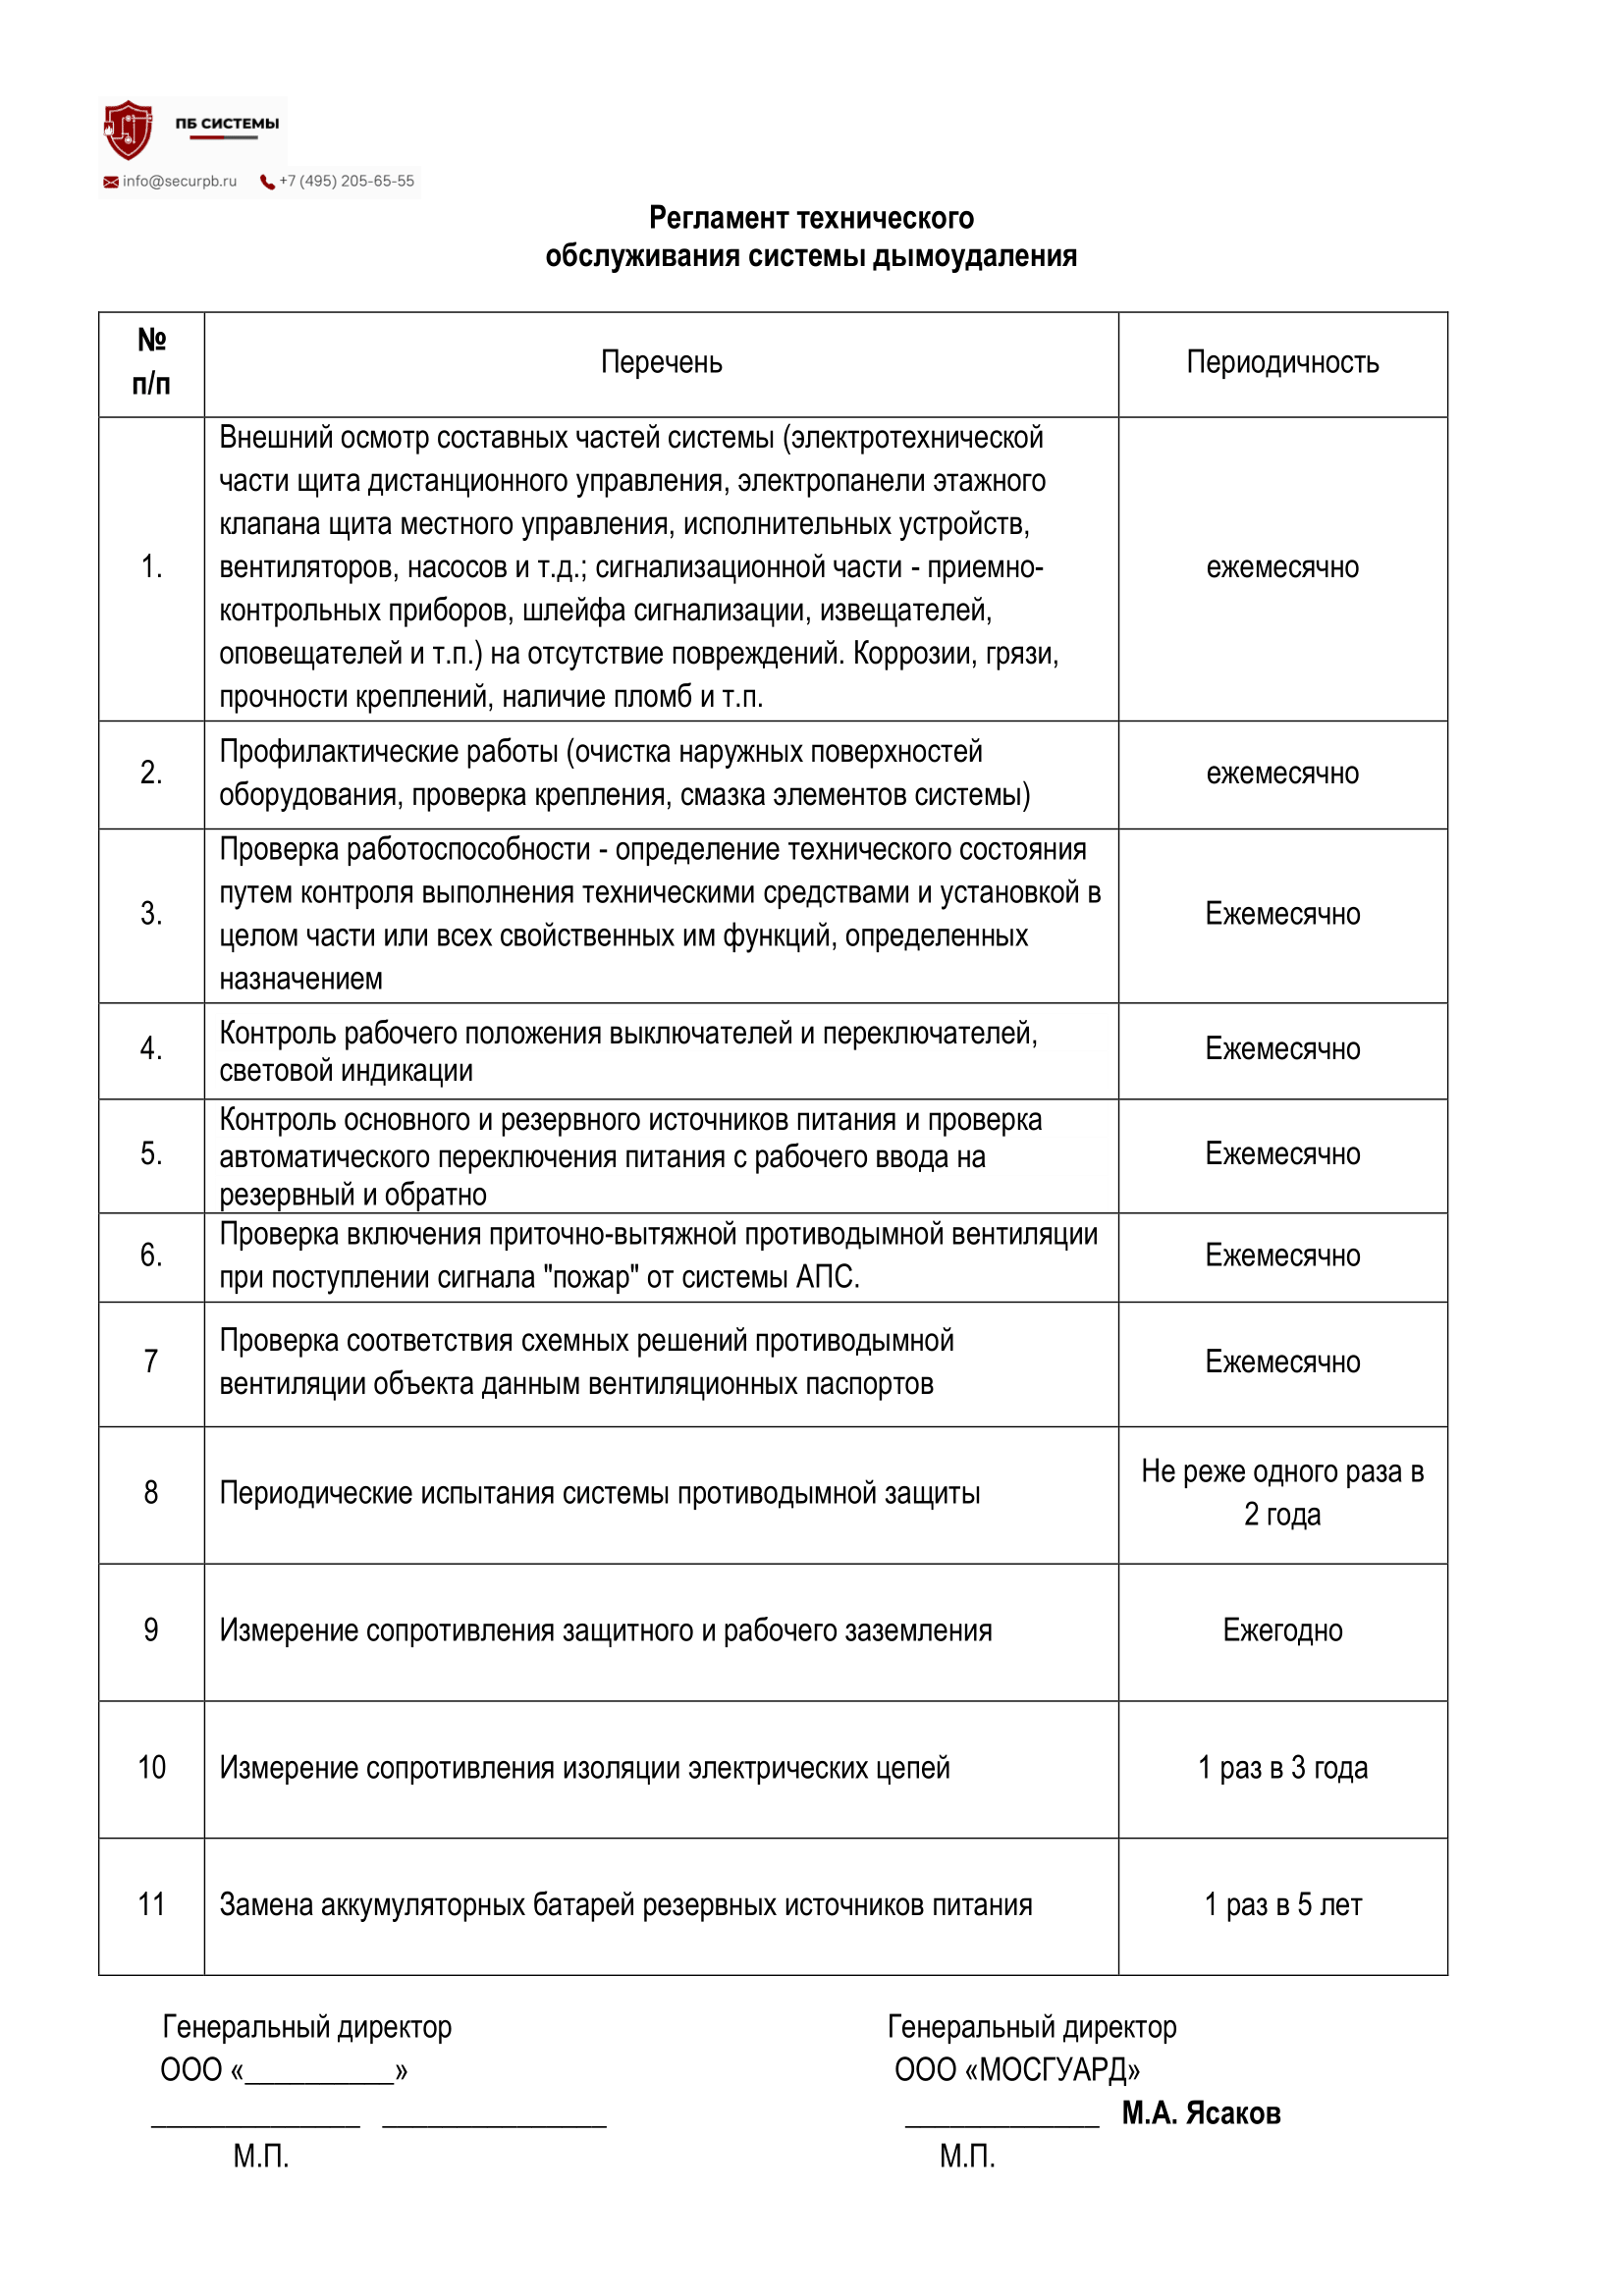 ПБ СИСТЕМЫ
info@securpb.ru +7 (495) 205-65-55
Регламент технического
обслуживания системы дымоудаления
№
п/п
Перечень
Периодичность
1.
Внешний осмотр составных частей системы (электротехнической
части щита дистанционного управления, электропанели этажного
клапана щита местного управления, исполнительных устройств,
вентиляторов, насосов и т.д.; сигнализационной части - приемно-
контрольных приборов, шлейфа сигнализации, извещателей,
оповещателей и т.п.) на отсутствие повреждений. Коррозии, грязи,
прочности креплений, наличие пломб и т.п.
ежемесячно
2.
Профилактические работы (очистка наружных поверхностей
оборудования, проверка крепления, смазка элементов системы)
ежемесячно
3.
Проверка работоспособности - определение технического состояния
путем контроля выполнения техническими средствами и установкой в
целом части или всех свойственных им функций, определенных
назначением
Ежемесячно
4.
Контроль рабочего положения выключателей и переключателей,
световой индикации
Ежемесячно
5.
Контроль основного и резервного источников питания и проверка
автоматического переключения питания с рабочего ввода на
резервный и обратно
Ежемесячно
6.
Проверка включения приточно-вытяжной противодымной вентиляции
при поступлении сигнала "пожар" от системы АПС.
Ежемесячно
7
Проверка соответствия схемных решений противодымной
вентиляции объекта данным вентиляционных паспортов
Ежемесячно
8
Периодические испытания системы противодымной защиты
Не реже одного раза в
2 года
9
Измерение сопротивления защитного и рабочего заземления
Ежегодно
10
Измерение сопротивления изоляции электрических цепей
1 раз в 3 года
11
Замена аккумуляторных батарей резервных источников питания
1 раз в 5 лет
Генеральный директор
ООО «__________»
______________ _______________
М.П.
Генеральный директор
ООО «МОСГУАРД»
_____________ М.А. Ясаков
М.П.